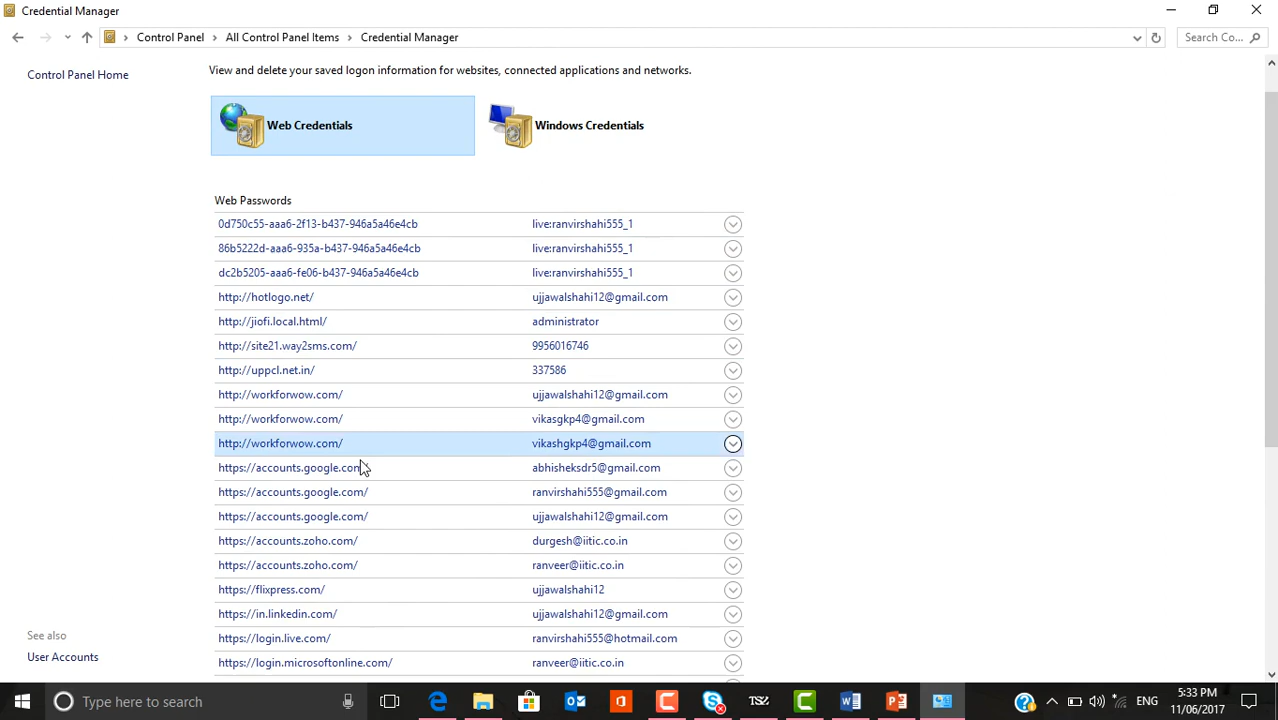 Credential Manager
Control Panel > All Control Panel Items > Credential Manager
Search Co...
Control Panel Home
View and delete your saved logon information for websites, connected applications and networks.
Web Credentials
Windows Credentials
Web Passwords
0d750c55-aaa6-2f13-b437-946a5a46e4cb live:ranvirshahi555_1
86b5222d-aaa6-935a-b437-946a5a46e4cb live:ranvirshahi555_1
dc2b5205-aaa6-fe06-b437-946a5a46e4cb live:ranvirshahi555_1
http://hotlogo.net/ ujjawalshahi12@gmail.com
http://jiofi.local.html/ administrator
http://site21.way2sms.com/ 9956016746
http://uppcl.net.in/ 337586
http://workforwow.com/ ujjawalshahi12@gmail.com
http://workforwow.com/ vikasgkp4@gmail.com
http://workforwow.com/ vikashgkp4@gmail.com
https://accounts.google.com/ abhisheksdr5@gmail.com
https://accounts.google.com/ ranvirshahi555@gmail.com
https://accounts.google.com/ ujjawalshahi12@gmail.com
https://accounts.zoho.com/ durgesh@iitic.co.in
https://accounts.zoho.com/ ranveer@iitic.co.in
https://flixpress.com/ ujjawalshahi12
https://in.linkedin.com/ ujjawalshahi12@gmail.com
https://login.live.com/ ranvirshahi555@hotmail.com
https://login.microsoftonline.com/ ranveer@iitic.co.in
See also
User Accounts
Type here to search
ENG
5:33 PM
11/06/2017